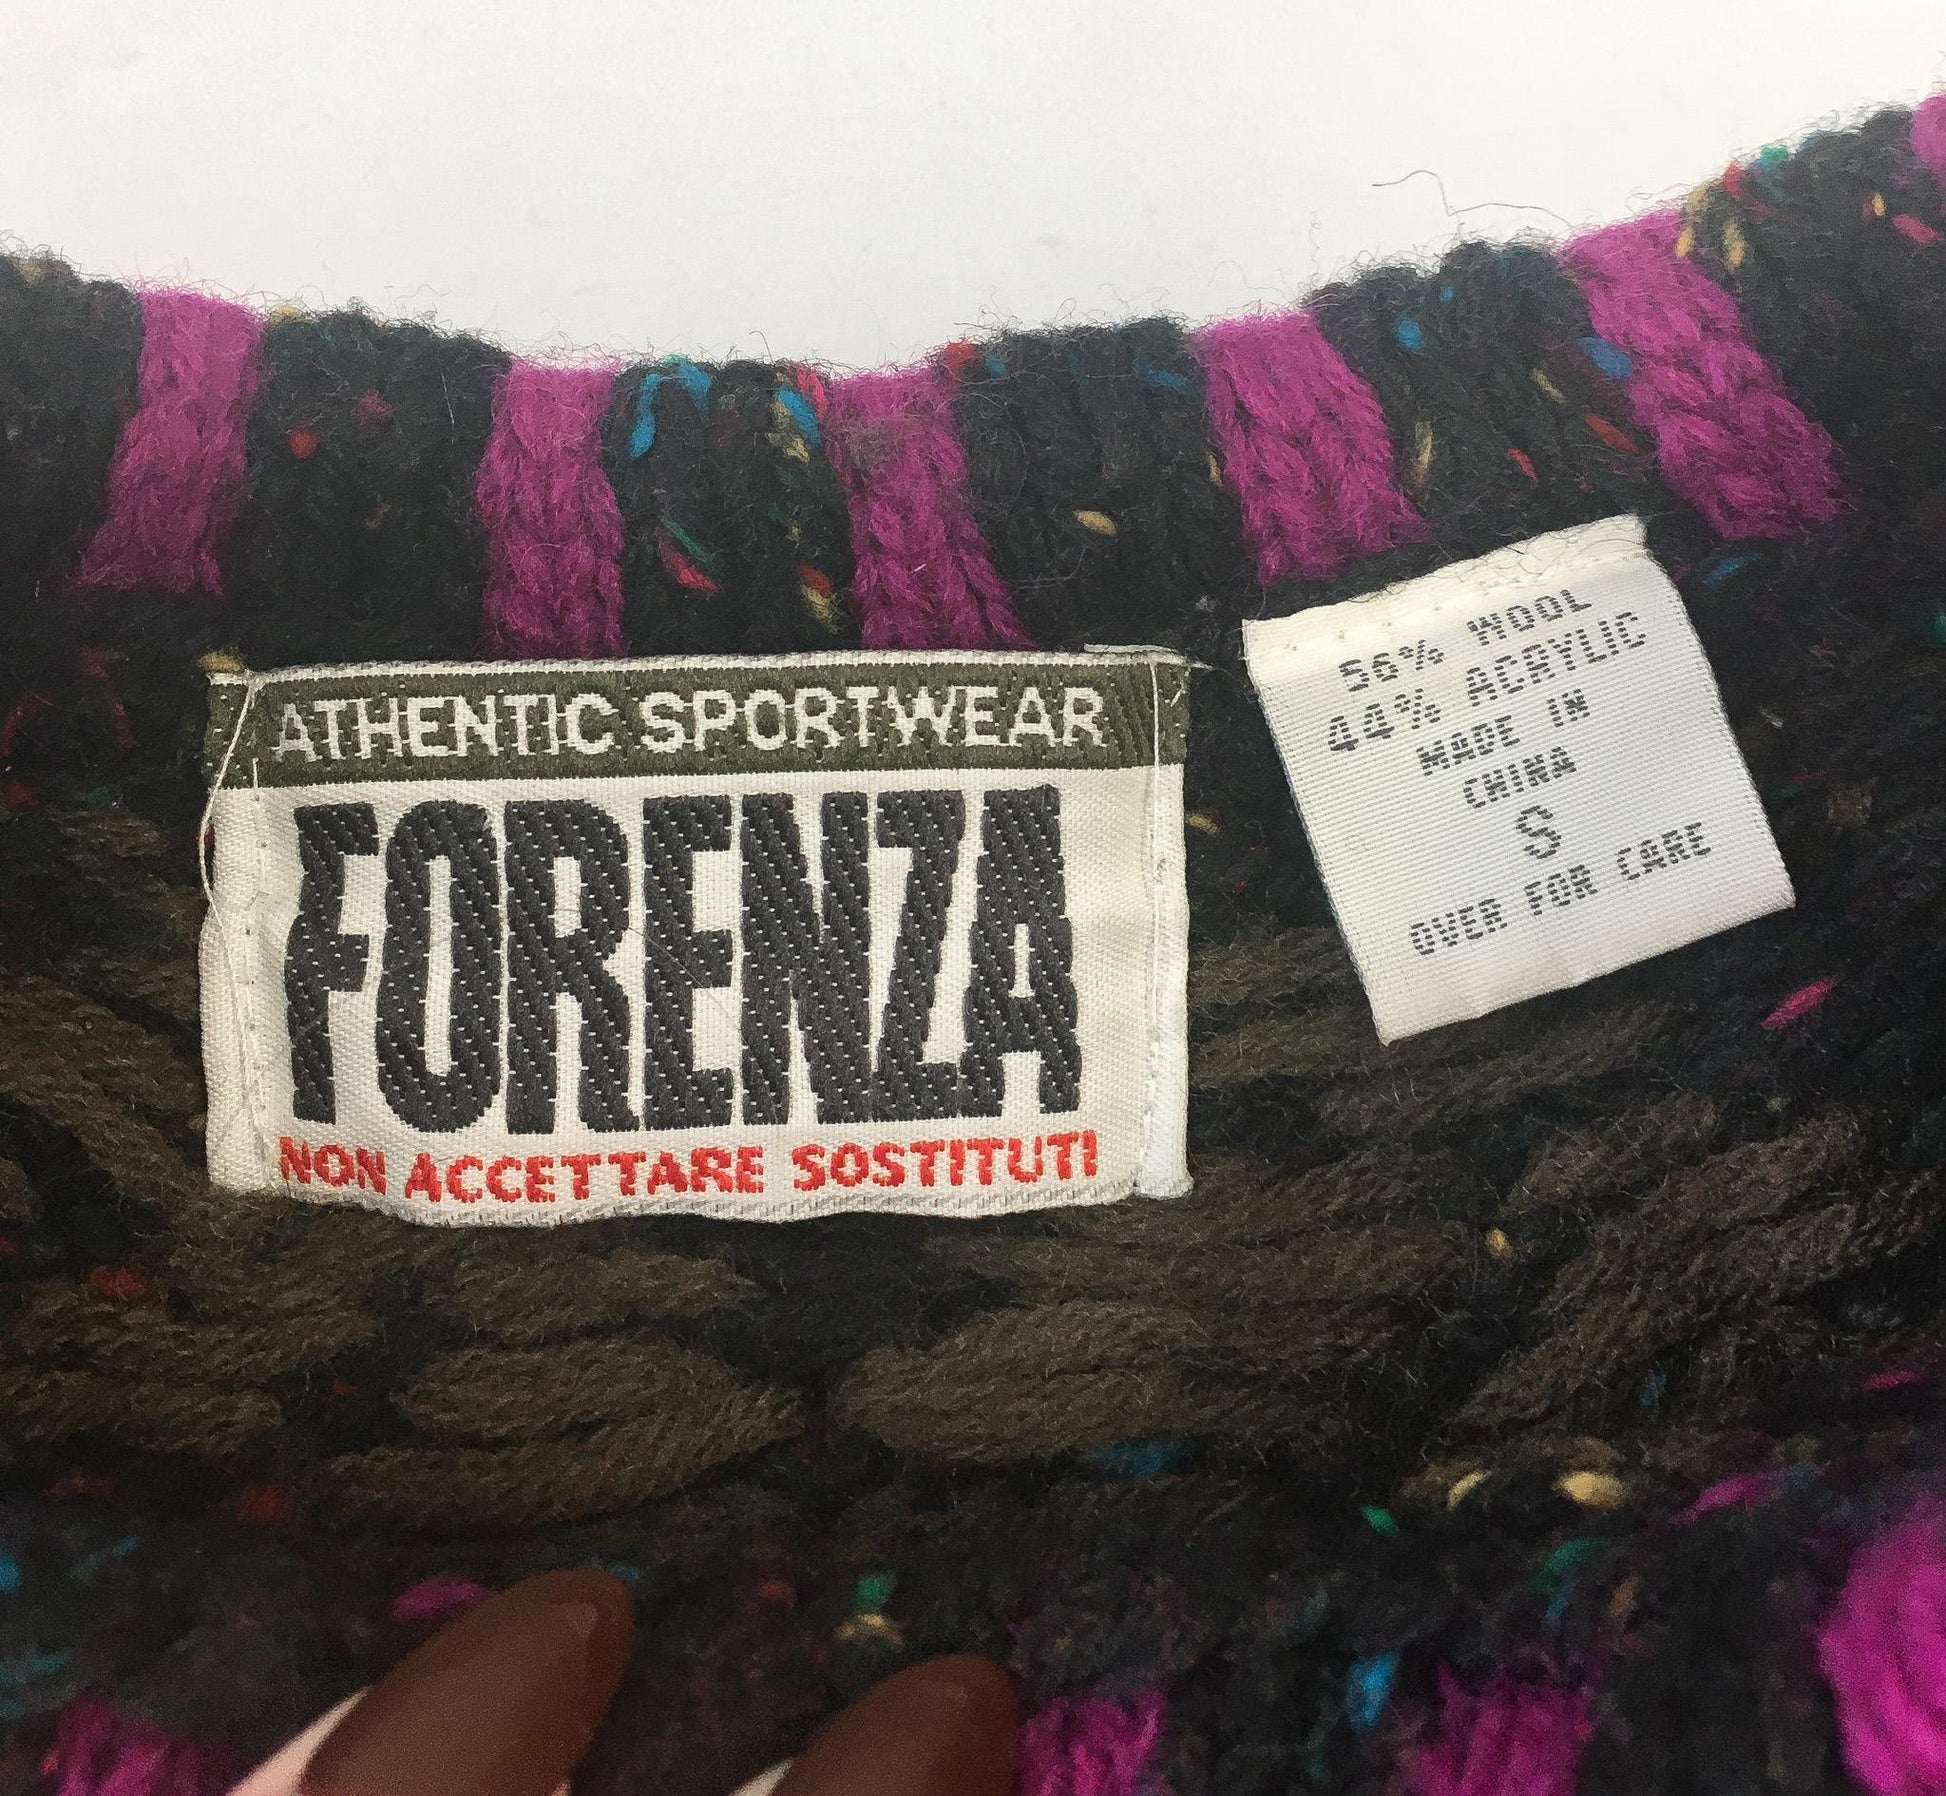 ATHENTIC SPORTWEAR
FORENZA
NON ACCETTARE SOSTITUTI
56% WOOL
44% ACRYLIC
MADE IN
CHINA
S
OVER FOR CARE